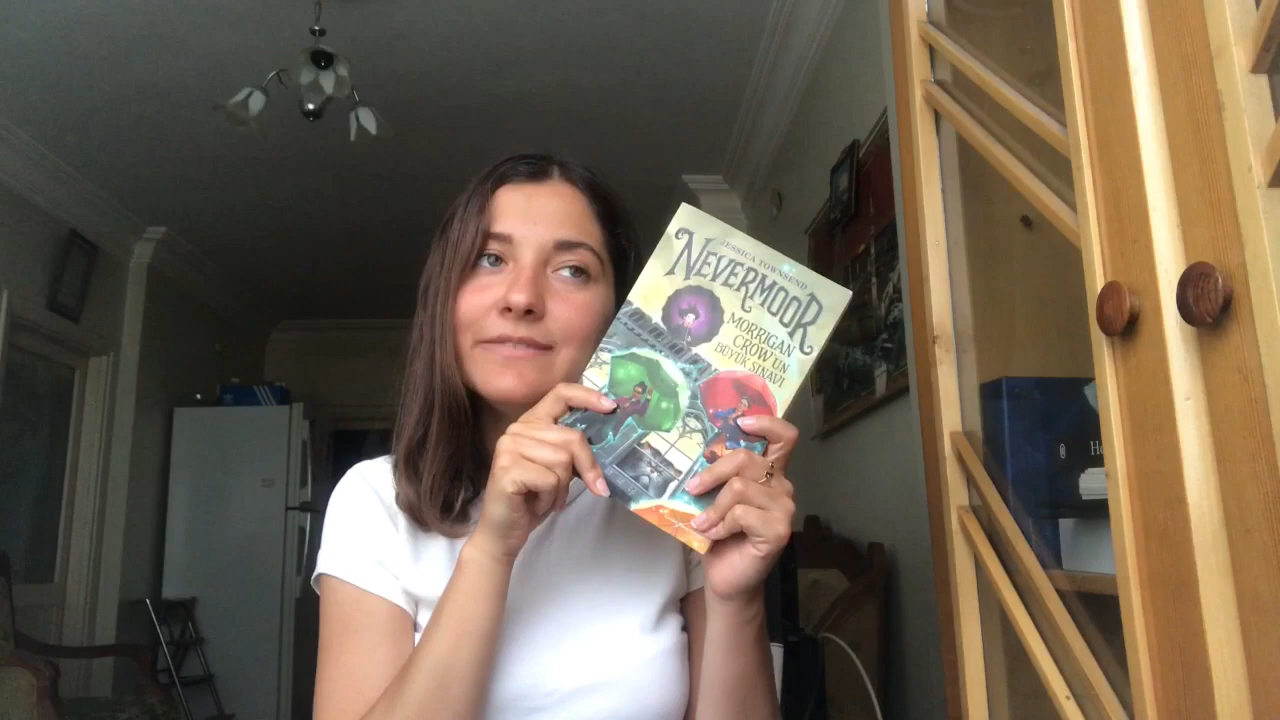 JESSICA TOWNSEND
NEVERMOOR
MORRIGAN
CROW'UN
BÜYÜK SINAVI